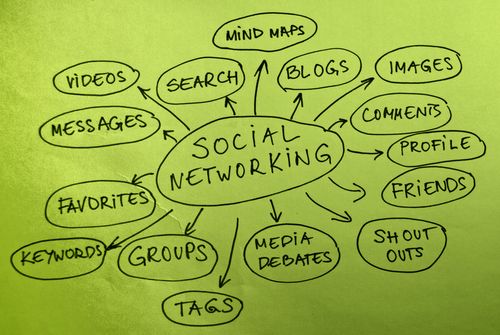 MIND MAPS
VIDEOS
SEARCH
BLOGS
IMAGES
MESSAGES
COMMENTS
SOCIAL
NETWORKING
PROFILE
FAVORITES
FRIENDS
KEYWORDS
GROUPS
MEDIA
DEBATES
SHOUT
OUTS
TAGS